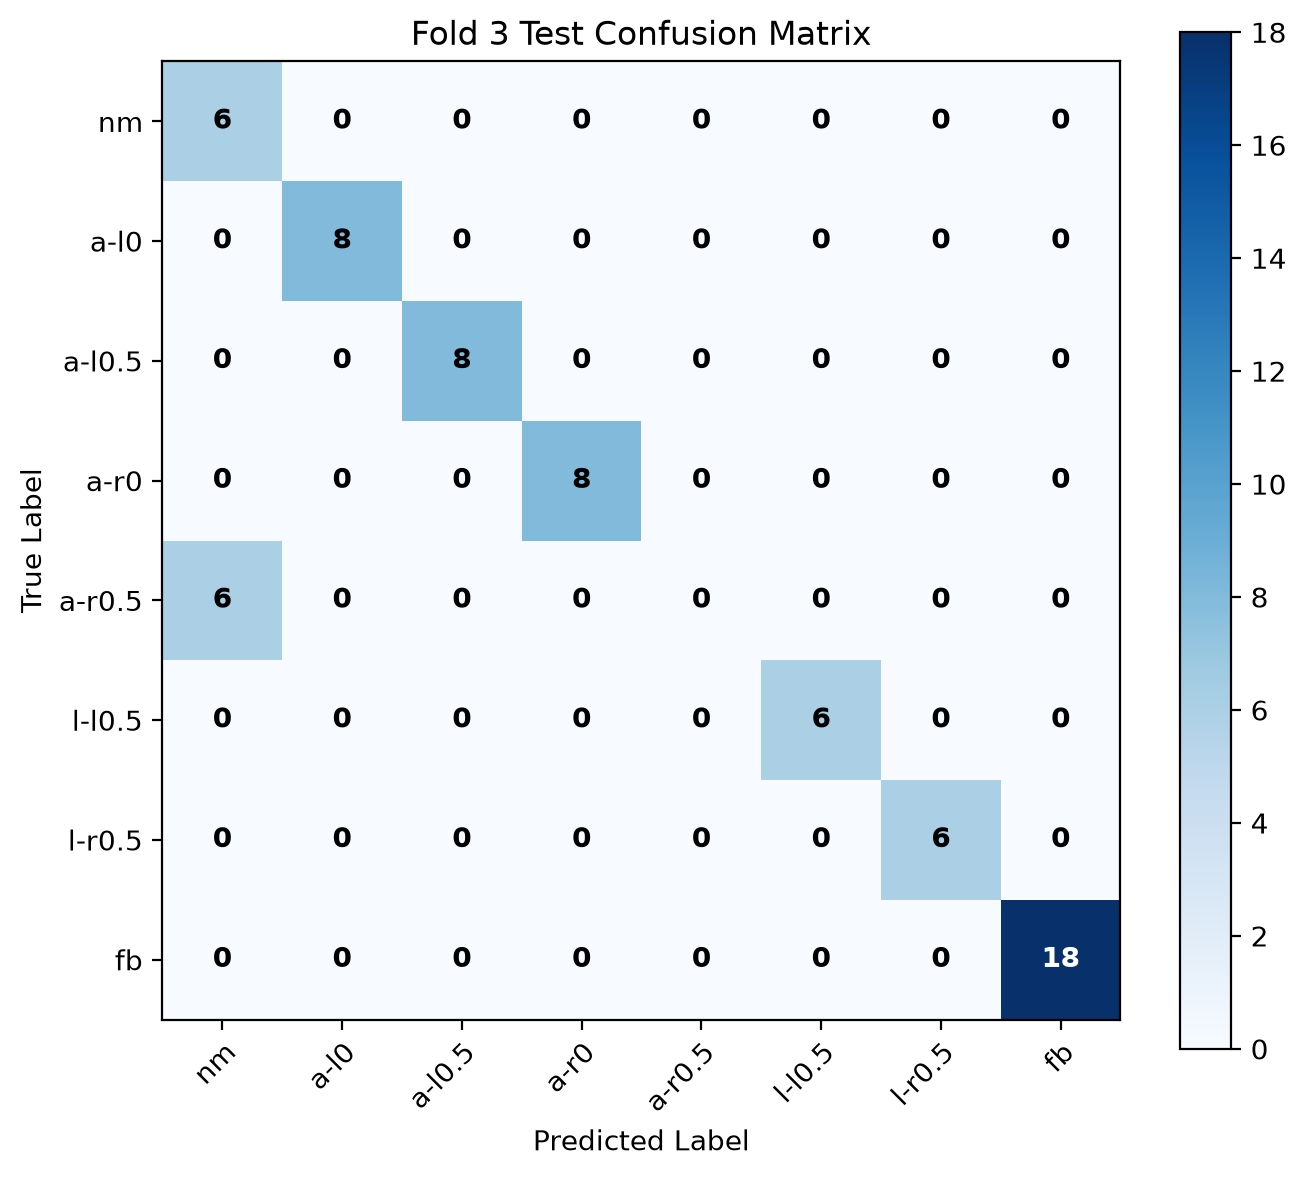 Fold 3 Test Confusion Matrix
nm 6 0 0 0 0 0 0 0
a-l0 0 8 0 0 0 0 0 0
a-l0.5 0 0 8 0 0 0 0 0
a-r0 0 0 0 8 0 0 0 0
a-r0.5 6 0 0 0 0 0 0 0
l-l0.5 0 0 0 0 0 6 0 0
l-r0.5 0 0 0 0 0 0 6 0
fb 0 0 0 0 0 0 0 18
nm a-l0 a-l0.5 a-r0 a-r0.5 l-l0.5 l-r0.5 fb
Predicted Label
True Label
18
16
14
12
10
8
6
4
2
0